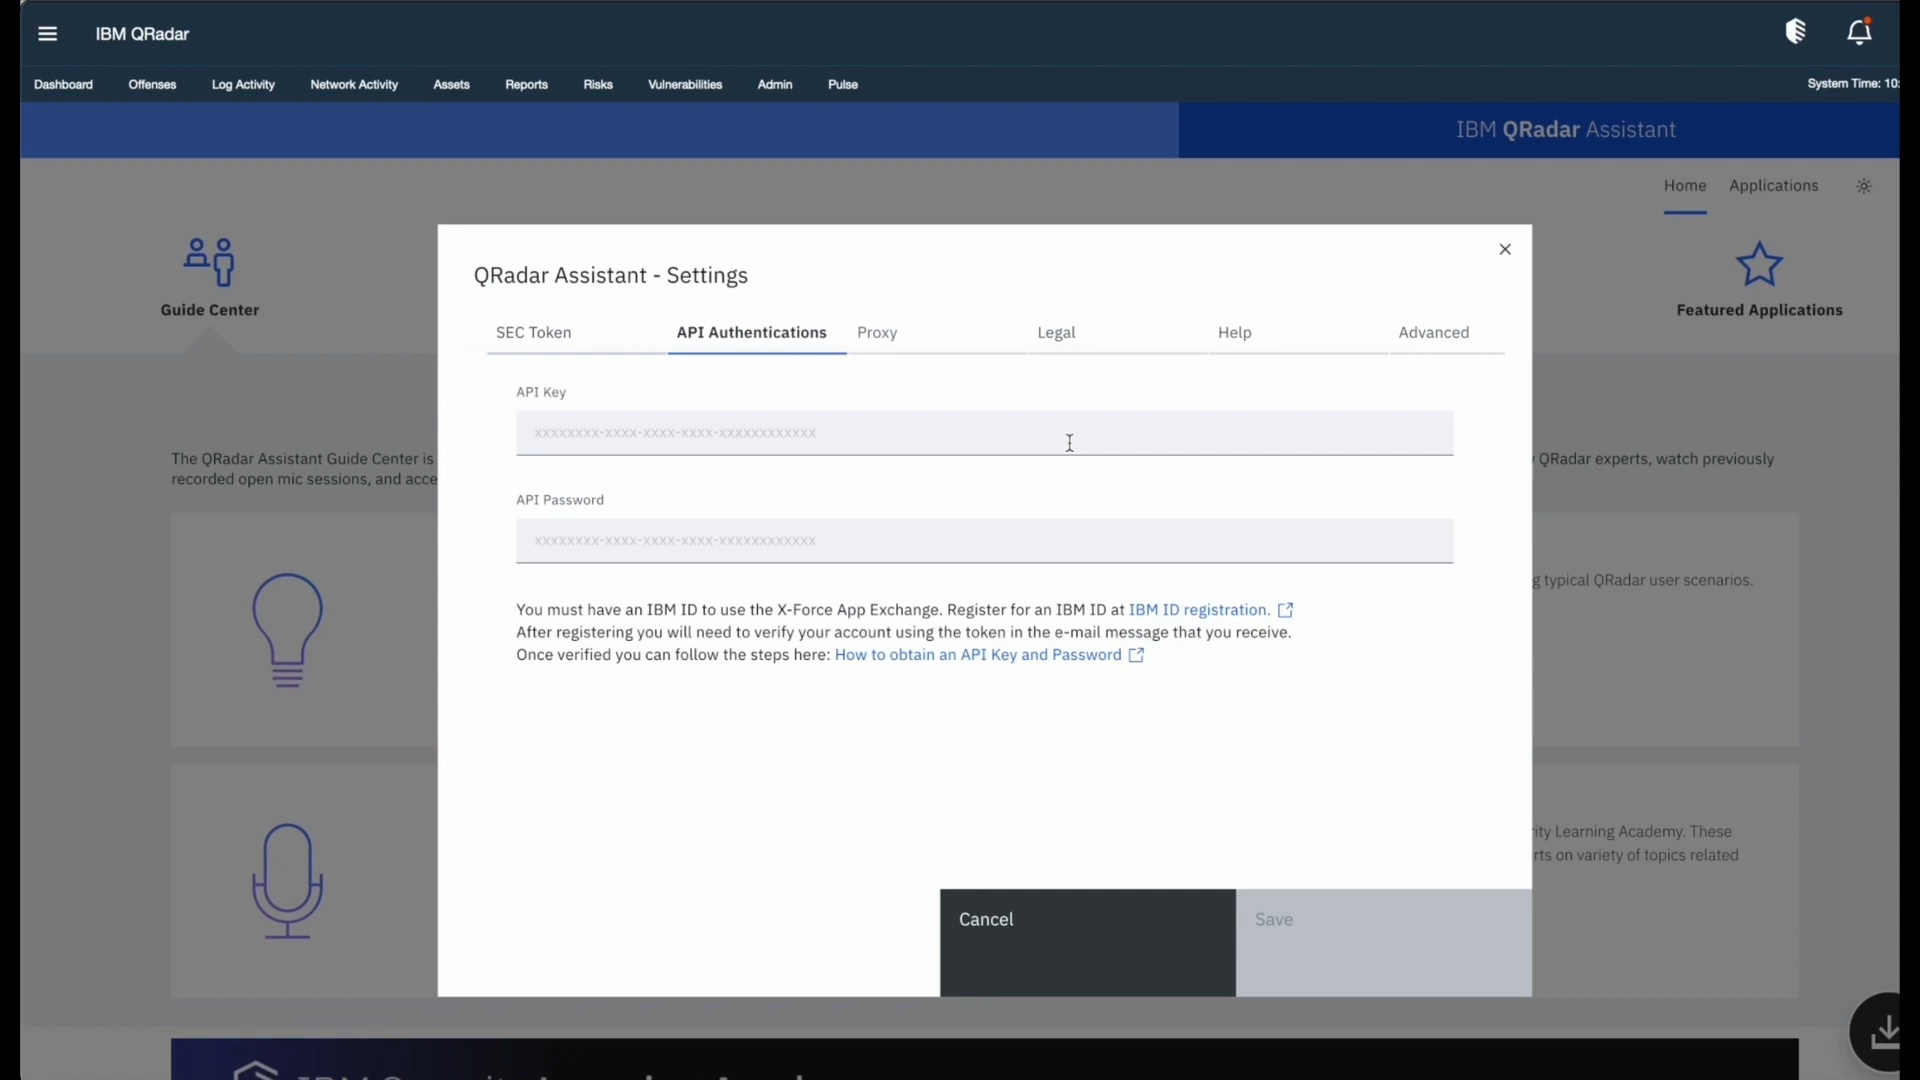 IBM QRadar
Dashboard Offenses Log Activity Network Activity Assets Reports Risks Vulnerabilities Admin Pulse System Time: 10:
IBM QRadar Assistant
Home Applications
Guide Center
Featured Applications
QRadar Assistant - Settings
SEC Token API Authentications Proxy Legal Help Advanced
API Key
xxxxxxxx-xxxx-xxxx-xxxx-xxxxxxxxxxxx
API Password
xxxxxxxx-xxxx-xxxx-xxxx-xxxxxxxxxxxx
You must have an IBM ID to use the X-Force App Exchange. Register for an IBM ID at IBM ID registration.
After registering you will need to verify your account using the token in the e-mail message that you receive.
Once verified you can follow the steps here: How to obtain an API Key and Password
Cancel Save
The QRadar Assistant Guide Center is
recorded open mic sessions, and acce
QRadar experts, watch previously
g typical QRadar user scenarios.
ity Learning Academy. These
rts on variety of topics related